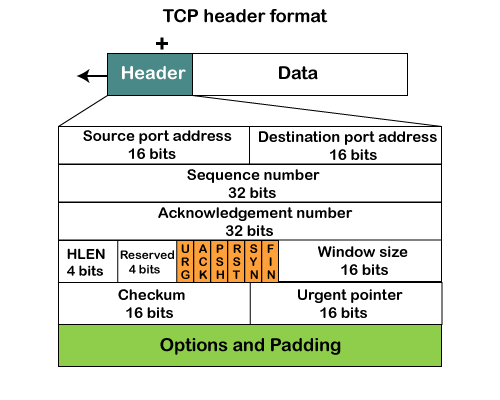 TCP header format
+
Header
Data
Source port address
16 bits
Destination port address
16 bits
Sequence number
32 bits
Acknowledgement number
32 bits
HLEN
4 bits
Reserved
4 bits
URG
ACK
PSH
RST
SYN
FIN
Window size
16 bits
Checkum
16 bits
Urgent pointer
16 bits
Options and Padding